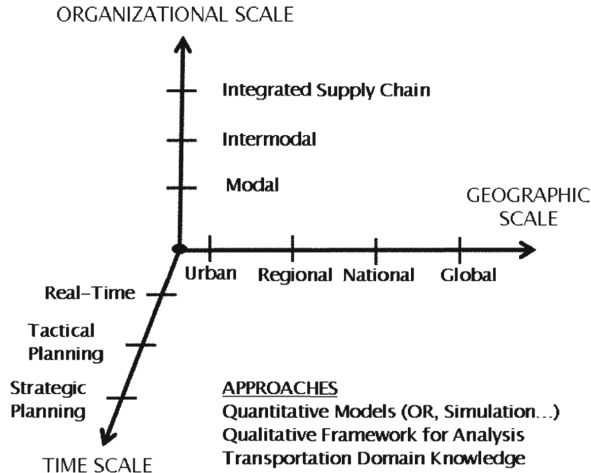 ORGANIZATIONAL SCALE
Integrated Supply Chain
Intermodal
Modal
GEOGRAPHIC
SCALE
Urban
Regional
National
Global
Real-Time
Tactical
Planning
Strategic
Planning
TIME SCALE
APPROACHES
Quantitative Models (OR, Simulation...)
Qualitative Framework for Analysis
Transportation Domain Knowledge